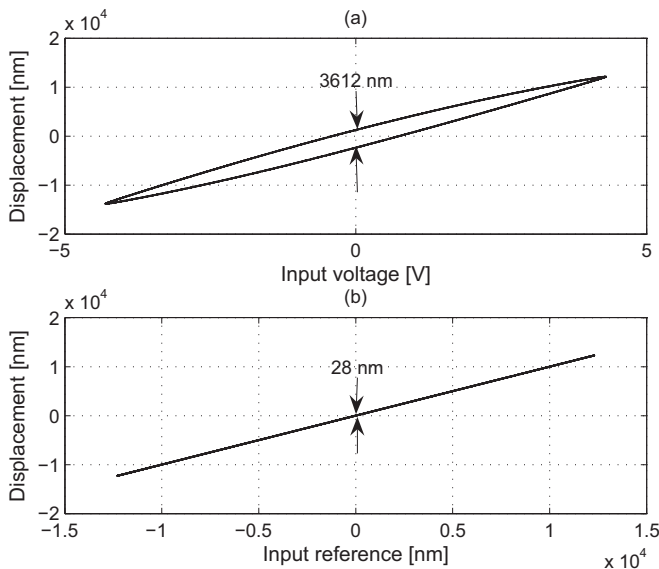 (a)
x 10^4
2
1
0
−1
−2
Displacement [nm]
3612 nm
−5
0
5
Input voltage [V]
(b)
x 10^4
2
1
0
−1
−2
Displacement [nm]
28 nm
−1.5
−1
−0.5
0
0.5
1
1.5
Input reference [nm]
x 10^4